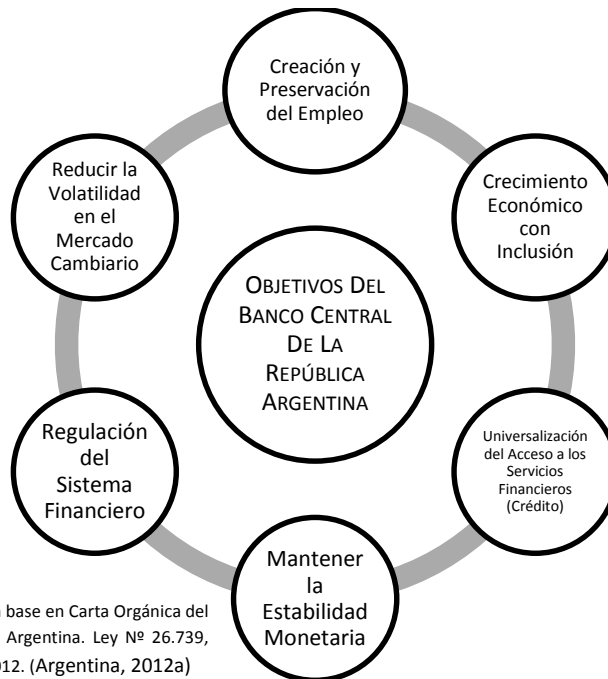 Creación y
Preservación
del Empleo
Crecimiento
Económico
con
Inclusión
Universialización
del Acceso a los
Servicios
Financieros
(Crédito)
Mantener
la
Estabilidad
Monetaria
Regulación
del
Sistema
Financiero
Reducir la
Volatilidad
en el
Mercado
Cambiario
OBJETIVOS DEL
BANCO CENTRAL
DE LA
REPÚBLICA
ARGENTINA
base en Carta Orgánica del
Argentina. Ley Nº 26.739,
(Argentina, 2012a)